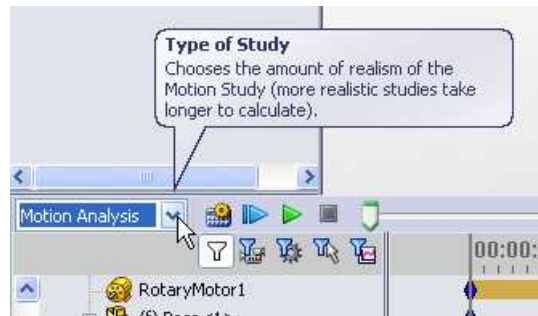 Type of Study
Chooses the amount of realism of the
Motion Study (more realistic studies take
longer to calculate).
Motion Analysis
00:00:
RotaryMotor1